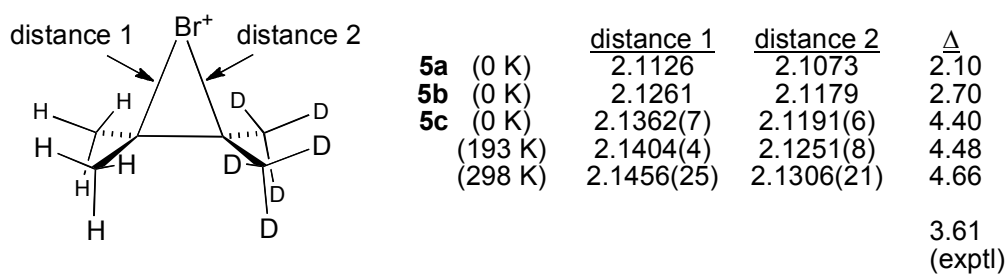 Br+
distance 1
distance 2
H
H
H
H
H
H
D
D
D
D
D
D
distance 1 distance 2 Δ
5a (0 K) 2.1126 2.1073 2.10
5b (0 K) 2.1261 2.1179 2.70
5c (0 K) 2.1362(7) 2.1191(6) 4.40
(193 K) 2.1404(4) 2.1251(8) 4.48
(298 K) 2.1456(25) 2.1306(21) 4.66
3.61
(exptl)